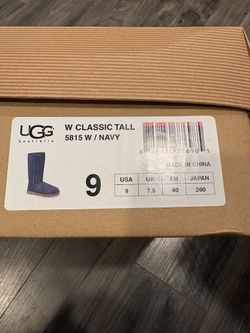 UGG
australia
W CLASSIC TALL
5815 W / NAVY
MADE IN CHINA
9
USA UK EU JAPAN
9 7.5 40 260